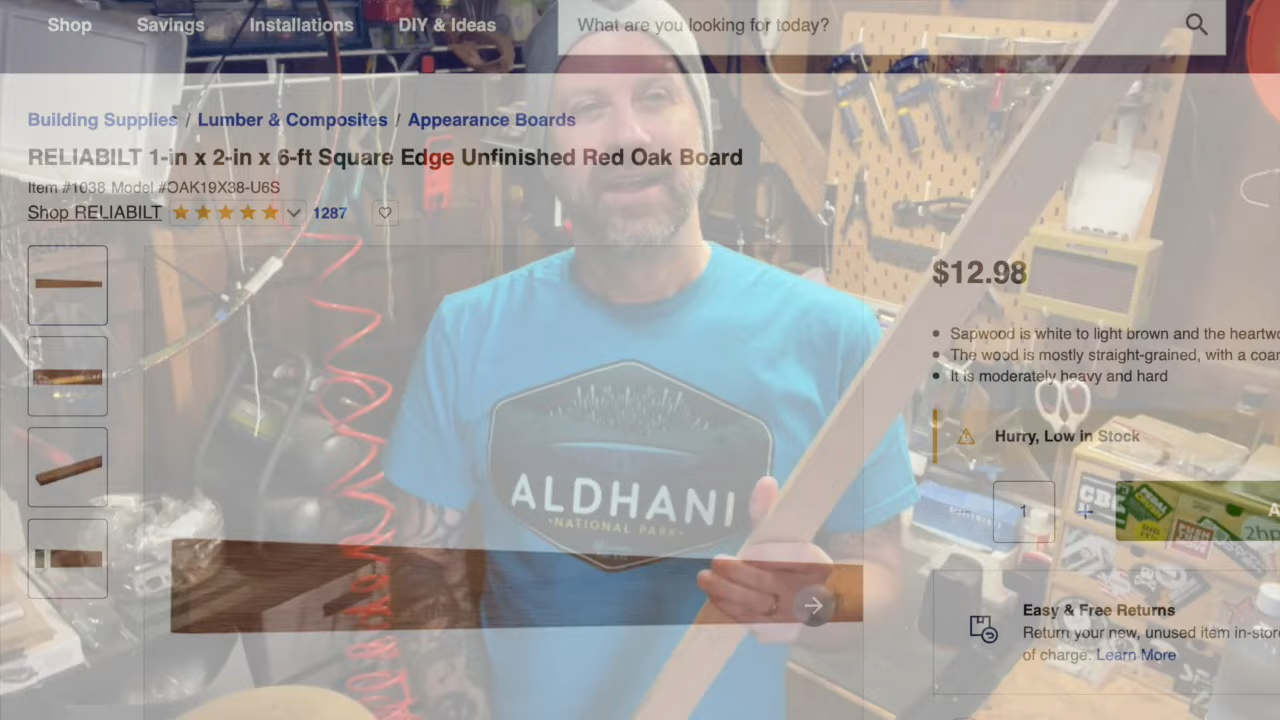 Shop Savings Installations DIY & Ideas What are you looking for today?
Building Supplies / Lumber & Composites / Appearance Boards
RELIABILT 1-in x 2-in x 6-ft Square Edge Unfinished Red Oak Board
Item #1038 Model #OAK19X38-U6S
Shop RELIABILT 1287
$12.98
Sapwood is white to light brown and the heartwo
The wood is mostly straight-grained, with a coar
It is moderately heavy and hard
Hurry, Low in Stock
1 +
A
ALDHANI
NATIONAL PARK
CB
2hp
Easy & Free Returns
Return your new, unused item in-stor
of charge. Learn More